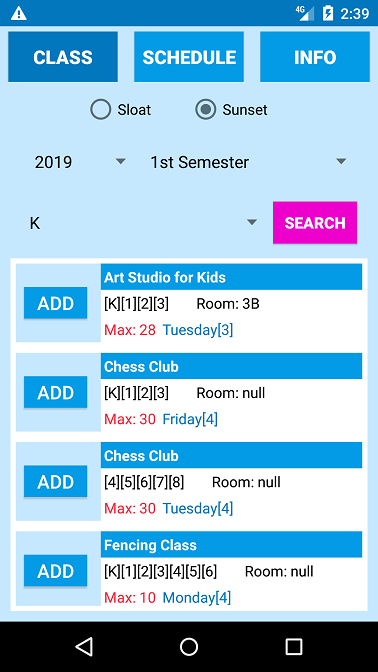 4G 2:39
CLASS SCHEDULE INFO
Sloat Sunset
2019 1st Semester
K SEARCH
Art Studio for Kids
ADD [K][1][2][3] Room: 3B
Max: 28 Tuesday[3]
Chess Club
ADD [K][1][2][3] Room: null
Max: 30 Friday[4]
Chess Club
ADD [4][5][6][7][8] Room: null
Max: 30 Tuesday[4]
Fencing Class
ADD [K][1][2][3][4][5][6] Room: null
Max: 10 Monday[4]